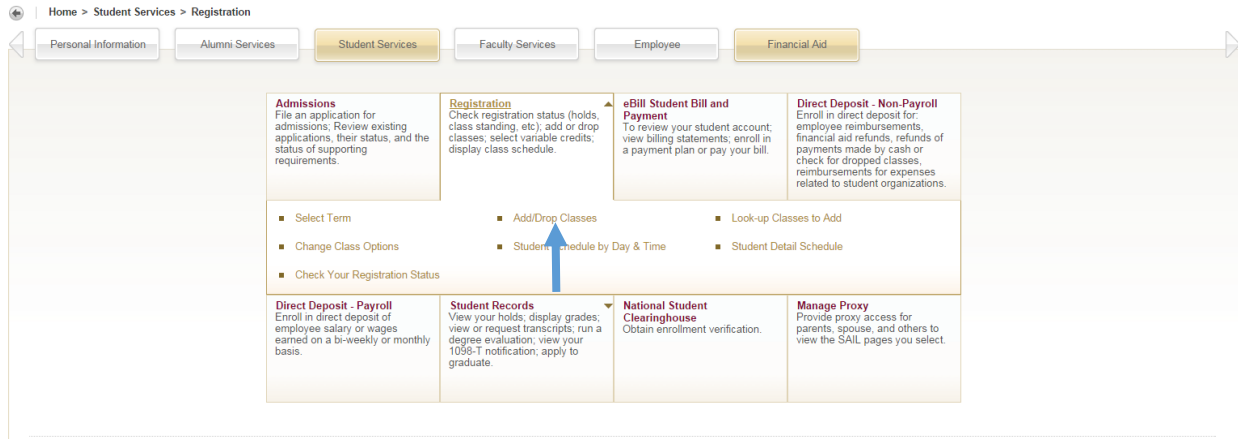 Home > Student Services > Registration
Personal Information
Alumni Services
Student Services
Faculty Services
Employee
Financial Aid
Admissions
File an application for
admissions; Review existing
applications, their status, and the
status of supporting
requirements.
Registration
Check registration status (holds,
class standing, etc); add or drop
classes; select variable credits;
display class schedule.
eBill Student Bill and
Payment
To review your student account;
view billing statements; enroll in
a payment plan or pay your bill.
Direct Deposit - Non-Payroll
Enroll in direct deposit for:
employee reimbursements,
financial aid refunds, refunds of
payments made by cash or
check for dropped classes,
reimbursements for expenses
related to student organizations.
Select Term
Add/Drop Classes
Look-up Classes to Add
Change Class Options
Student Schedule by Day & Time
Student Detail Schedule
Check Your Registration Status
Direct Deposit - Payroll
Enroll in direct deposit of
employee salary or wages
earned on a bi-weekly or monthly
basis.
Student Records
View your holds; display grades;
view or request transcripts; run a
degree evaluation; view your
1098-T notification; apply to
graduate.
National Student
Clearinghouse
Obtain enrollment verification.
Manage Proxy
Provide proxy access for
parents, spouse, and others to
view the SAIL pages you select.